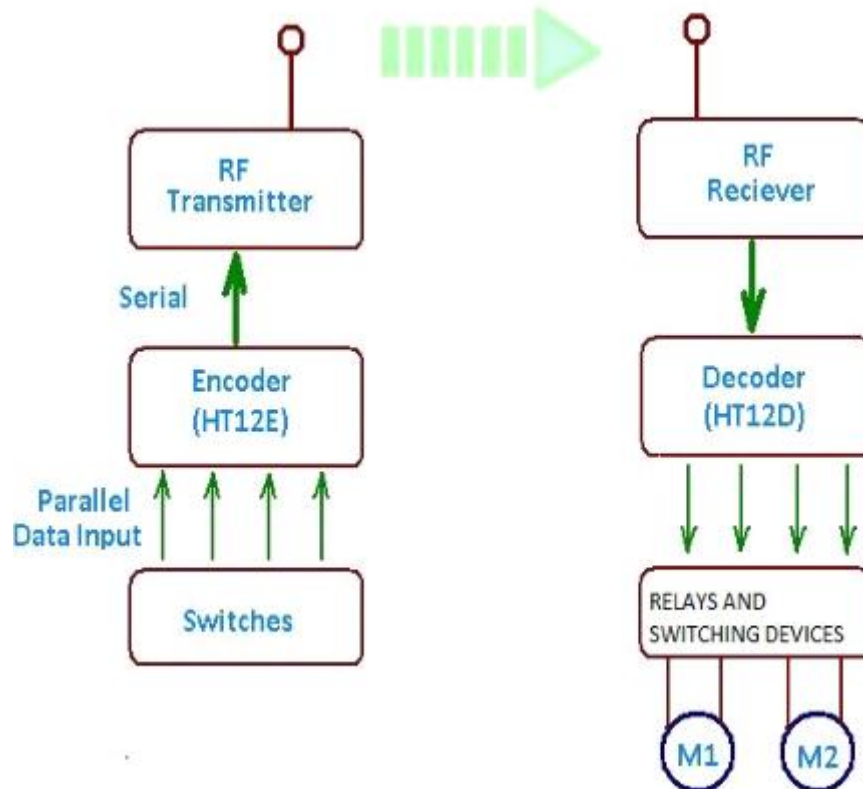 RF
Transmitter
Serial
Encoder
(HT12E)
Parallel
Data Input
Switches
RF
Reciever
Decoder
(HT12D)
RELAYS AND
SWITCHING DEVICES
M1
M2